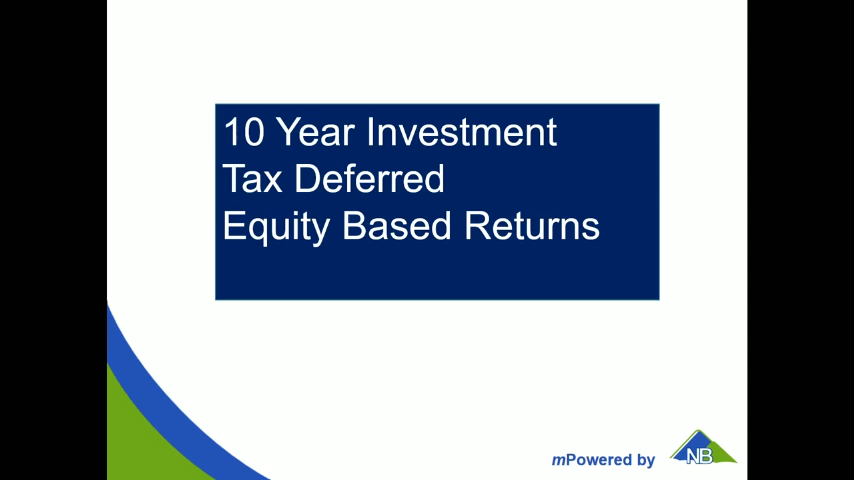 10 Year Investment
Tax Deferred
Equity Based Returns
mPowered by
NB